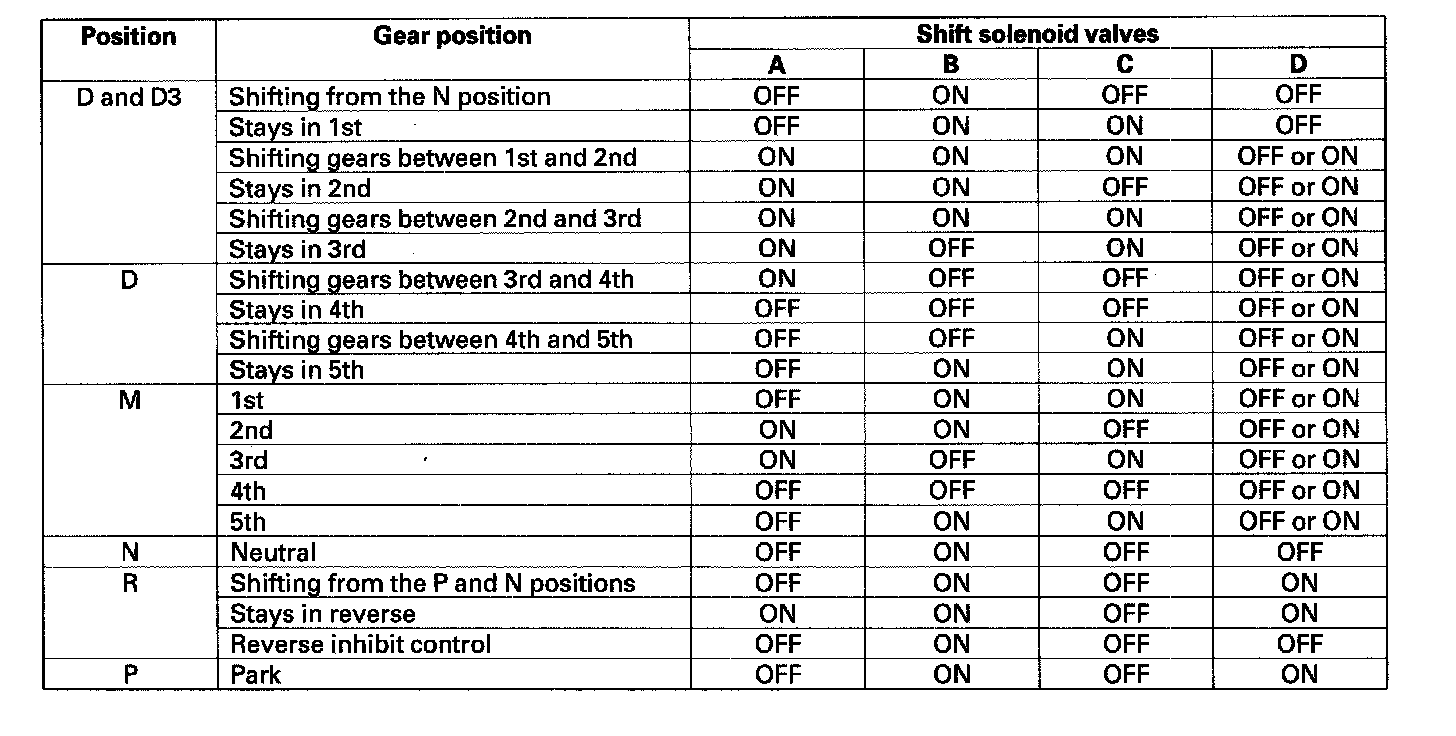 Position Gear position Shift solenoid valves
A B C D
D and D3 Shifting from the N position OFF ON OFF OFF
Stays in 1st OFF ON ON OFF
Shifting gears between 1st and 2nd ON ON ON OFF or ON
Stays in 2nd ON ON OFF OFF or ON
Shifting gears between 2nd and 3rd ON ON ON OFF or ON
Stays in 3rd ON OFF ON OFF or ON
D Shifting gears between 3rd and 4th ON OFF OFF OFF or ON
Stays in 4th OFF OFF OFF OFF or ON
Shifting gears between 4th and 5th OFF OFF ON OFF or ON
Stays in 5th OFF ON ON OFF or ON
M 1st OFF ON ON OFF or ON
2nd ON ON OFF OFF or ON
3rd ON OFF ON OFF or ON
4th OFF OFF OFF OFF or ON
5th OFF ON ON OFF or ON
N Neutral OFF ON OFF OFF
R Shifting from the P and N positions OFF ON OFF ON
Stays in reverse ON ON OFF ON
Reverse inhibit control OFF ON OFF OFF
P Park OFF ON OFF ON